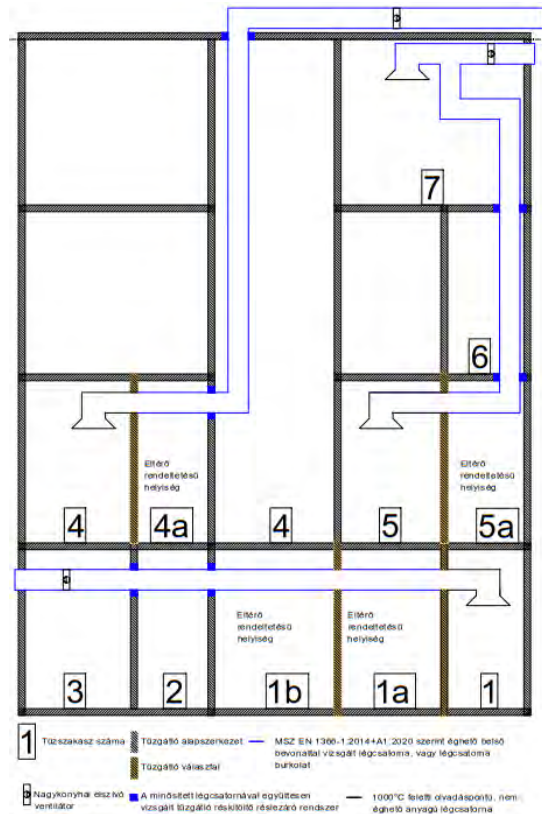 7
6
Eltérő
rendeltetésű
helyiség
Eltérő
rendeltetésű
helyiség
4
4a
4
5
5a
Eltérő
rendeltetésű
helyiség
Eltérő
rendeltetésű
helyiség
3
2
1b
1a
1
1 Tűzszakasz száma
Tűzgátló alapszerkezet
MSZ EN 1366-1:2014+A1:2020 szerint éghető belső
bevonattal vizsgált légcsatorna, vagy légcsatorna
burkolat
Tűzgátló válaszfal
Nagykonyhai elszívó
ventilátor
A minősített légcsatornával együttesen
vizsgált tűzgátló réskitöltő réslezáró rendszer
1000°C feletti olvadáspontú, nem
éghető anyagú légcsatorna